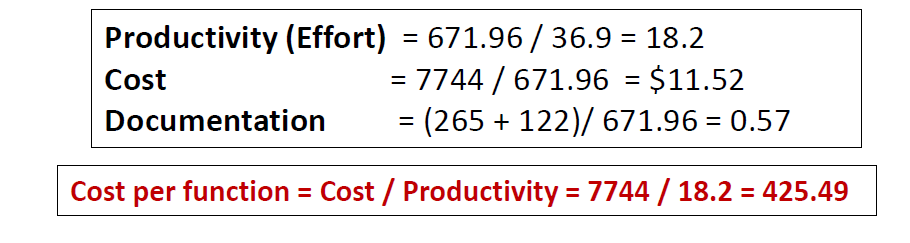 Productivity (Effort) = 671.96 / 36.9 = 18.2
Cost = 7744 / 671.96 = $11.52
Documentation = (265 + 122)/ 671.96 = 0.57
Cost per function = Cost / Productivity = 7744 / 18.2 = 425.49